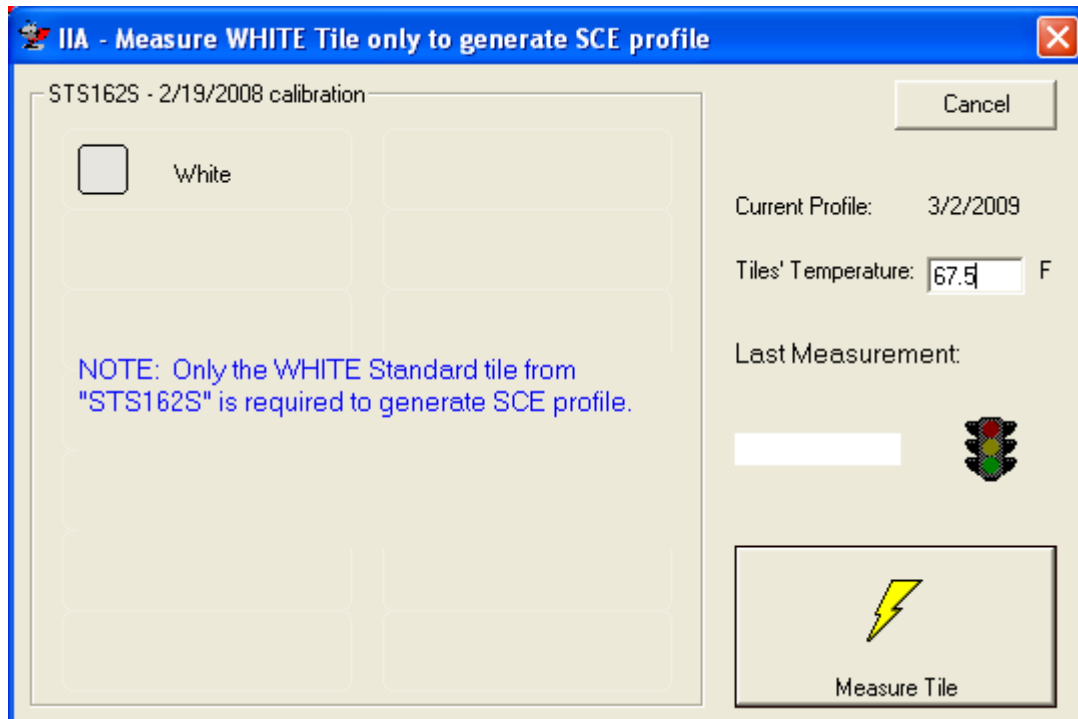 IIA - Measure WHITE Tile only to generate SCE profile
STS162S - 2/19/2008 calibration
Cancel
White
Current Profile: 3/2/2009
Tiles' Temperature: 67.5 F
NOTE: Only the WHITE Standard tile from
"STS162S" is required to generate SCE profile.
Last Measurement:
Measure Tile